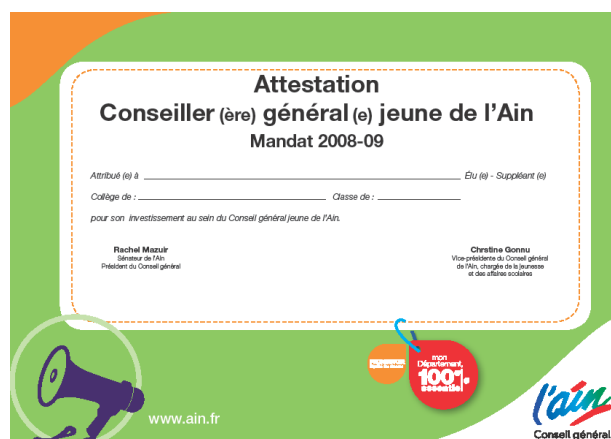 Attestation
Conseiller (ère) général (e) jeune de l'Ain
Mandat 2008-09
Attribué (e) à Élu (e) - Suppléant (e)
Collège de : Classe de :
pour son investissement au sein du Conseil général jeune de l'Ain.
Rachel Mazuir
Sénateur de l'Ain
Président du Conseil général
Chrstine Gonnu
Vice-présidente du Conseil général
de l'Ain, chargée de la jeunesse
et des affaires scolaires
mon
Département,
100%
essentiel
www.ain.fr
l'ain
Conseil général